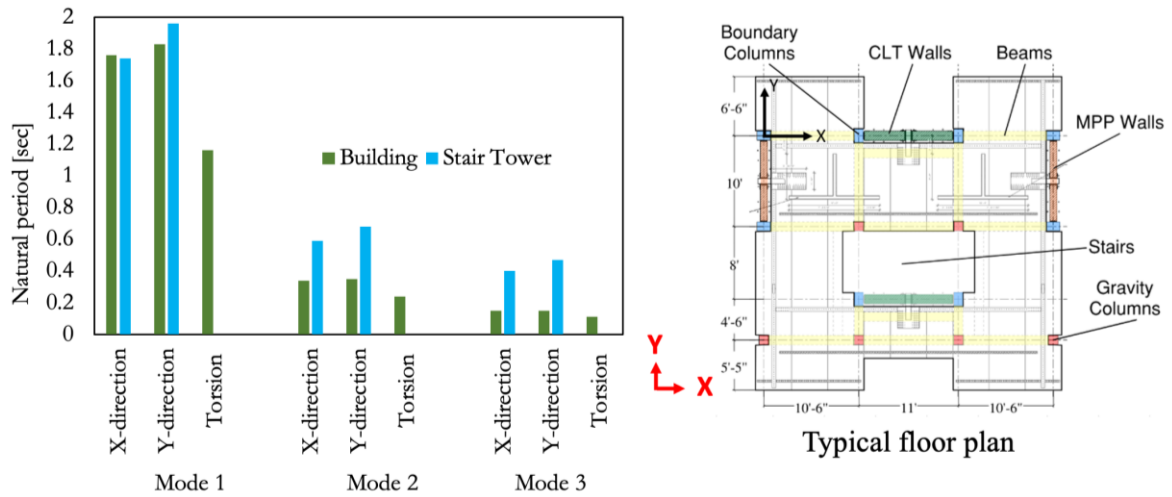 2
1.8
1.6
1.4
1.2
1
0.8
0.6
0.4
0.2
0
Natural period [sec]
Building
Stair Tower
X-direction
Y-direction
Torsion
X-direction
Y-direction
Torsion
X-direction
Y-direction
Torsion
Mode 1
Mode 2
Mode 3
Boundary
Columns
CLT Walls
Beams
MPP Walls
Stairs
Gravity
Columns
Y
X
6'-6"
10'
8'
4'-6"
5'-5"
Y
X
10'-6"
11'
10'-6"
Typical floor plan